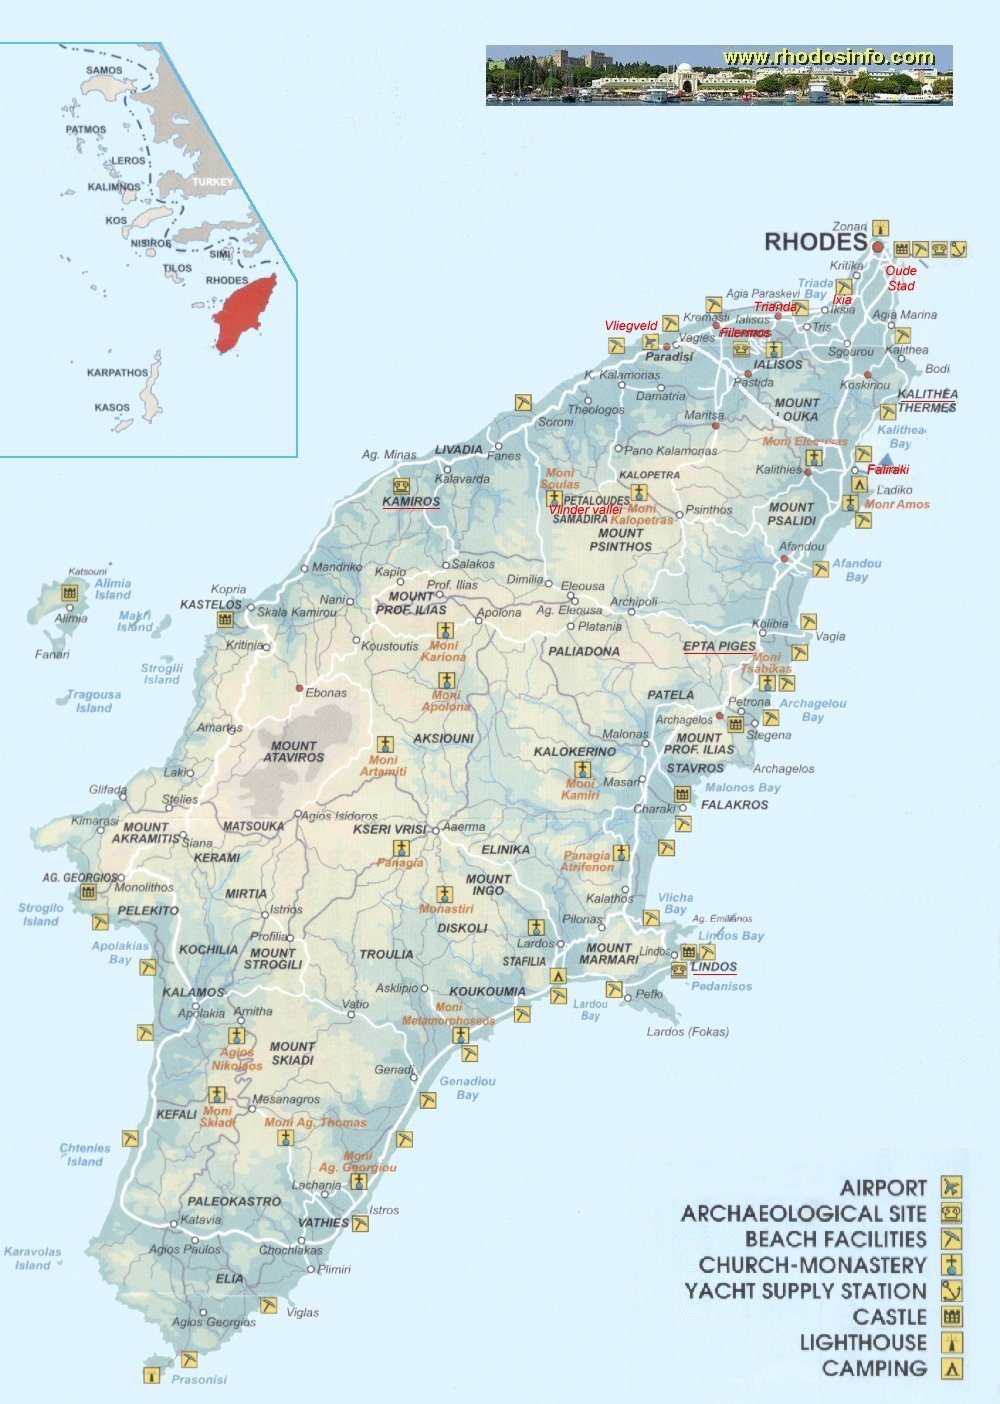 www.rhodosinfo.com
SAMOS
PATMOS
LEROS
KALIMNOS
TURKEY
KOS
NISIROS
SIMI
TILOS
RHODES
KARPATHOS
KASOS
Zonari
RHODES
Oude
Stad
Kritika
Triada
Bay
Ixia
Iksia
Agia Paraskevi
Trianda
Kremasti
Ialisos
Tris
Agia Marina
Vliegveld
Filermos
Vagies
Paradisi
IALISOS
Sgourou
Kalithea
Bodi
K. Kalamonas
Damatria
Pastida
Koskinou
KALITHEA
THERMES
Theologos
Soroni
Maritsa
MOUNT
LOUKA
Kalithea
Bay
LIVADIA
Fanes
Ag. Minas
Kalavarda
Pano Kalamonas
Moni Eleousas
Kalithies
Faliraki
KAMIROS
Moni
Soulas
KALOPETRA
PETALOUDES
Vlinder vallei
SAMADIRA
Moni
Kalopetras
Psinthos
MOUNT
PSINTHOS
MOUNT
PSALIDI
Ladiko
Moni Amos
Afandou
Afandou
Bay
Mandriko
Salakos
Kapio
Prof. Ilias
Dimilia
Eleousa
Katsouni
Alimia
Island
Alimia
Makri
Island
Fanari
Kopria
KASTELOS
Skala Kamirou
Nani
MOUNT
PROF. ILIAS
Apolona
Ag. Eleousa
Archipoli
Platania
Kolibia
Vagia
Kritinia
Koustoutis
Moni
Kariona
PALIADONA
EPTA PIGES
Moni
Tsabikas
Strogili
Island
Tragousa
Island
Ebonas
Moni
Apolona
PATELA
Petrona
Archagelou
Bay
Amartos
AKSIOUNI
Malonas
Archagelos
Stegena
MOUNT
ATAVIROS
Moni
Artamiti
KALOKERINO
MOUNT
PROF. ILIAS
STAVROS
Archagelos
Laki
Moni
Kamiri
Masari
Malonos Bay
Glifada
Stelies
Charaki
FALAKROS
Kimarasi
MOUNT
AKRAMITIS
Siana
MATSOUKA
Agios Isidoros
KSERI VRISI
Aaerma
KERAMI
Panagia
ELINIKA
Panagia
Atrifenon
AG. GEORGIOS
Monolithos
MIRTIA
MOUNT
INGO
Kalathos
Vlicha
Bay
Strogilo
Island
PELEKITO
Istrios
Monastiri
DISKOLI
Pilonas
Ag. Emilianos
Lindos Bay
Apolakias
Bay
KOCHILIA
Profilia
MOUNT
STROGILI
TROULIA
Lardos
STAFILIA
MOUNT
MARMARI
Lindos
LINDOS
Pedanisos
KALAMOS
Asklipio
KOUKOUMIA
Pefki
Apolakia
Arnitha
Vatio
Moni
Metamorphoseos
Lardou
Bay
Lardos (Fokas)
Agios
Nikolaos
MOUNT
SKIADI
Genadi
Genadiou
Bay
KEFALI
Moni
Skiadi
Mesanagros
Moni Ag. Thomas
Chtenies
Island
Moni
Ag. Georgiou
Lachania
PALEOKASTRO
Istros
Katavia
VATHIES
Agios Paulos
Chochlakas
Karavolas
Island
ELIA
Plimiri
Viglas
Agios Georgios
Prasonisi
AIRPORT
ARCHAEOLOGICAL SITE
BEACH FACILITIES
CHURCH-MONASTERY
YACHT SUPPLY STATION
CASTLE
LIGHTHOUSE
CAMPING